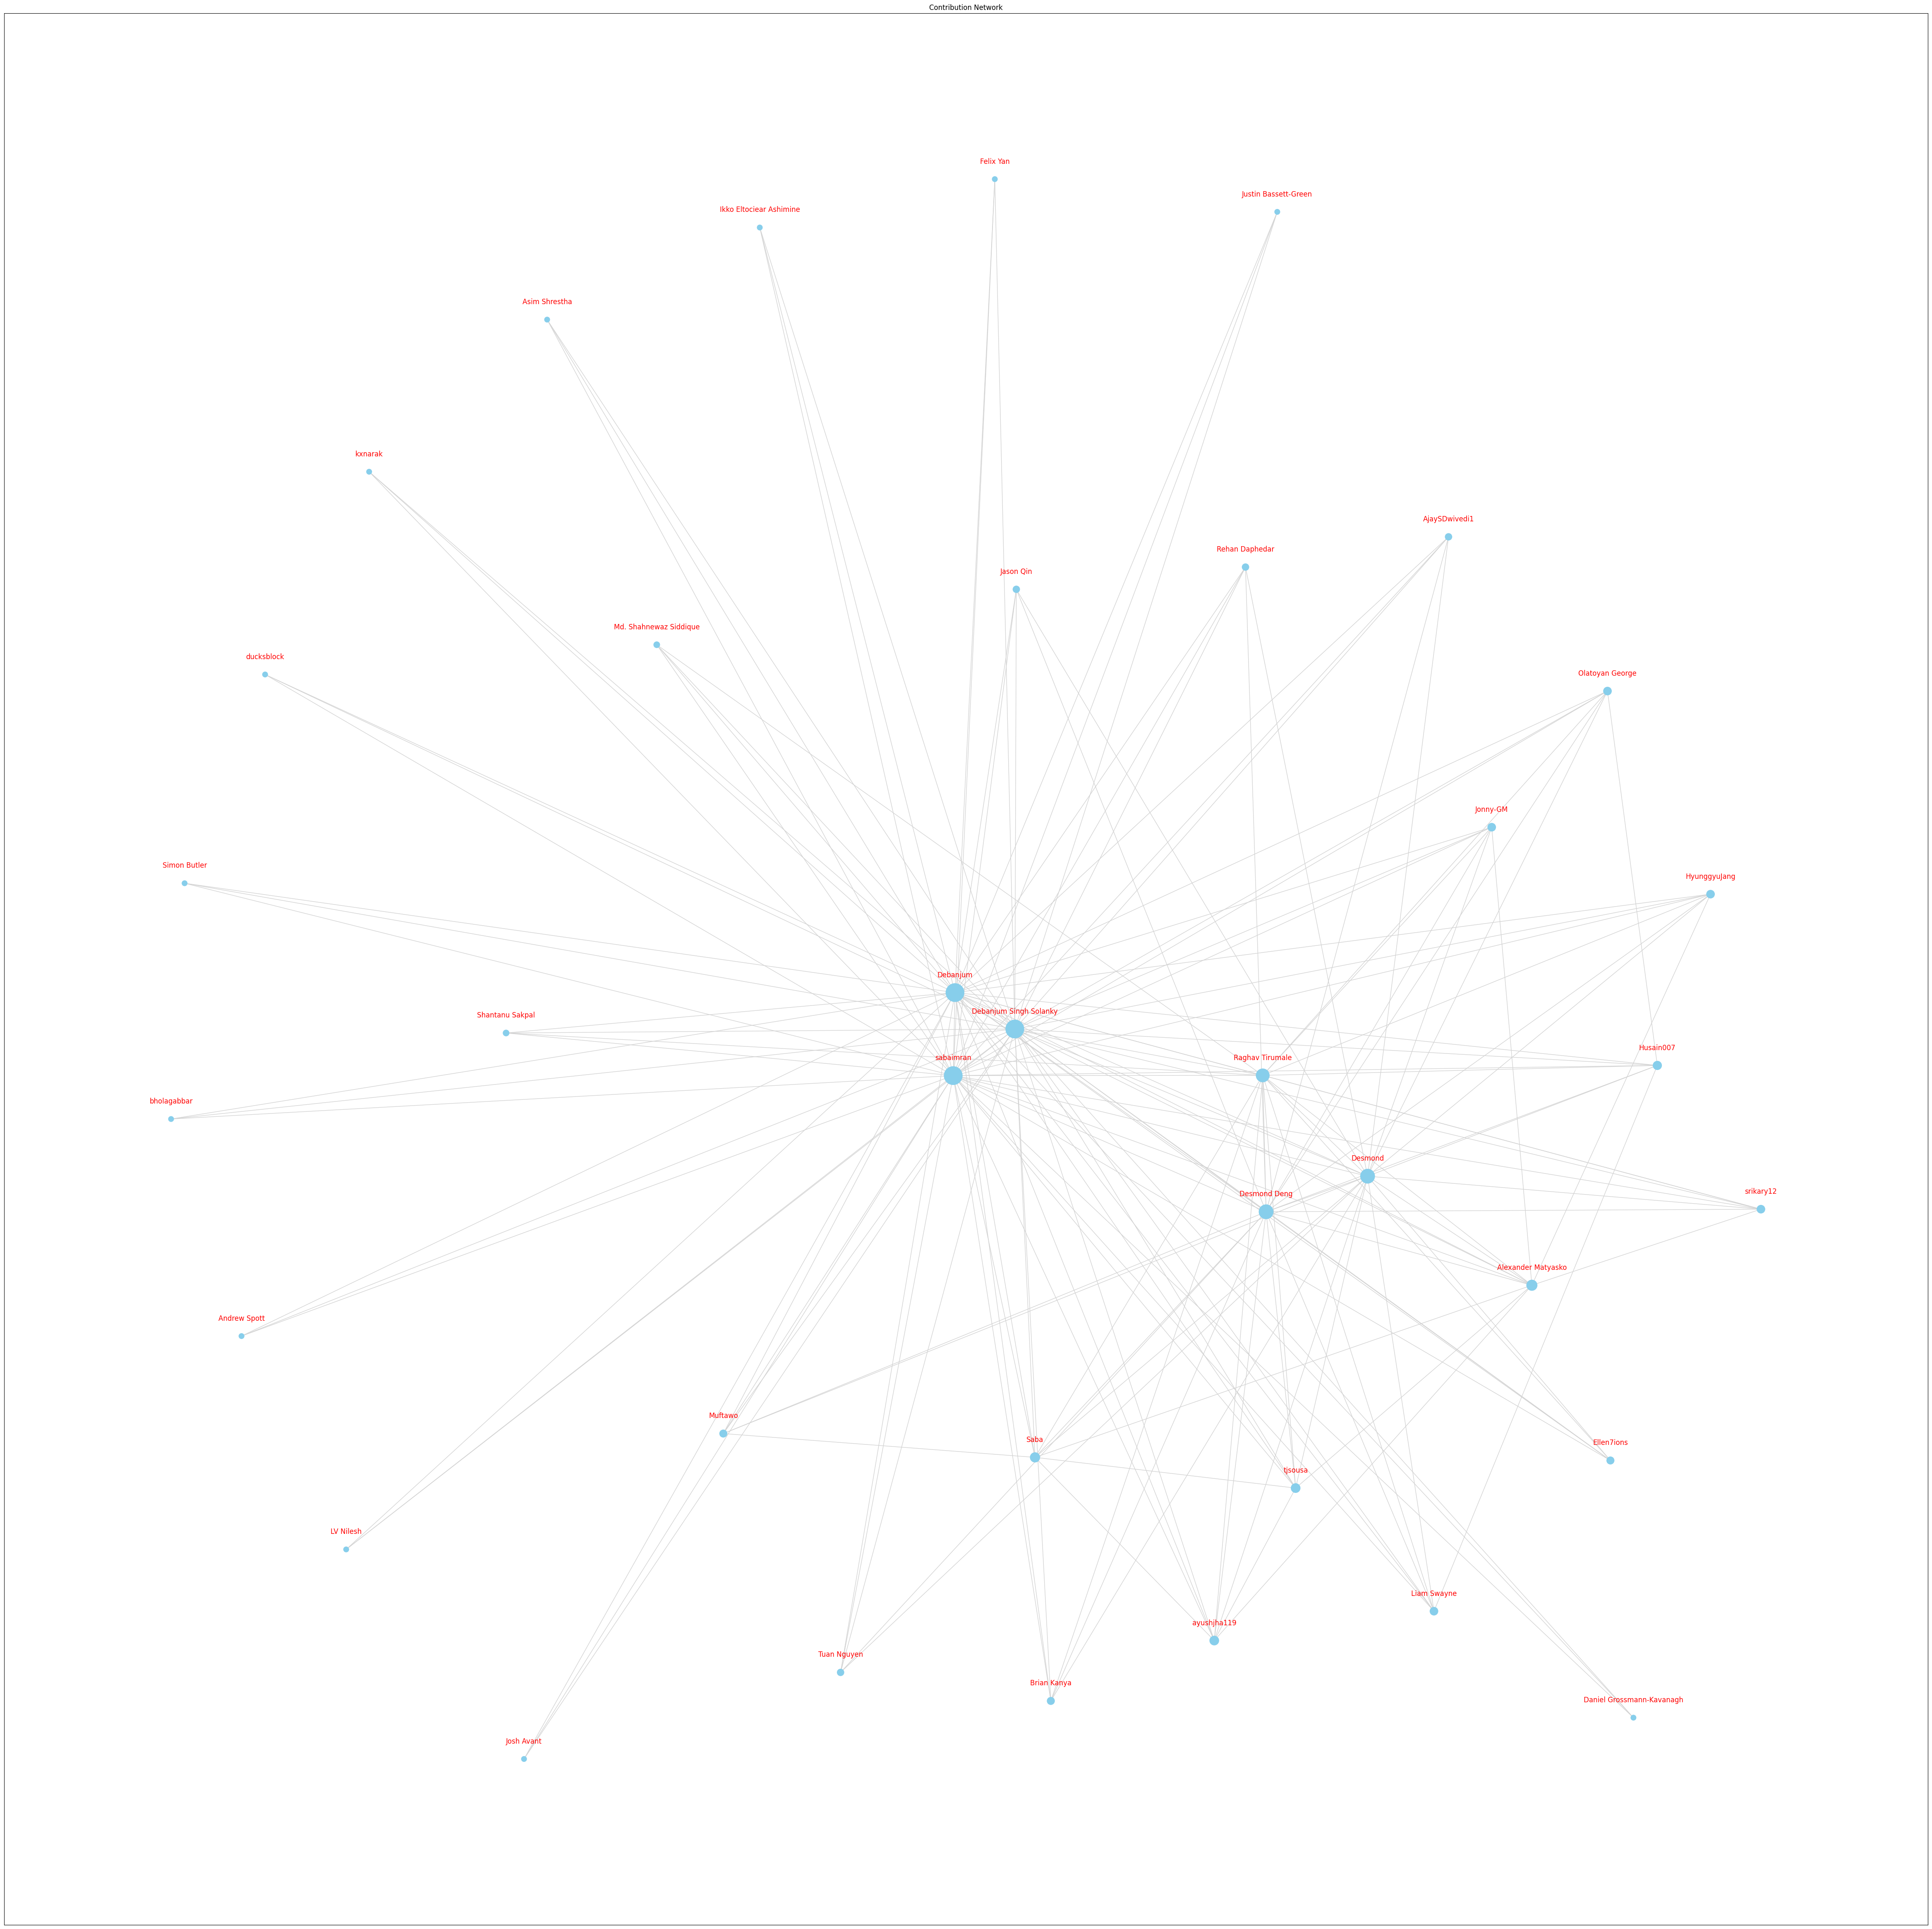 Contribution Network
Felix Yan
Justin Bassett-Green
Ikko Eltociear Ashimine
Asim Shrestha
kxnarak
AjaySDwivedi1
Rehan Daphedar
Jason Qin
Md. Shahnewaz Siddique
ducksblock
Olatoyan George
Jonny-GM
Simon Butler
HyunggyuJang
Debanjum
Debanjum Singh Solanky
Shantanu Sakpal
Husain007
sabaimran
Raghav Tirumale
bholagabbar
Desmond
Desmond Deng
srikary12
Alexander Matyasko
Andrew Spott
Muftawo
Saba
Ellen7ions
tjsousa
LV Nilesh
Liam Swayne
ayushjha119
Tuan Nguyen
Brian Kanya
Daniel Grossmann-Kavanagh
Josh Avant